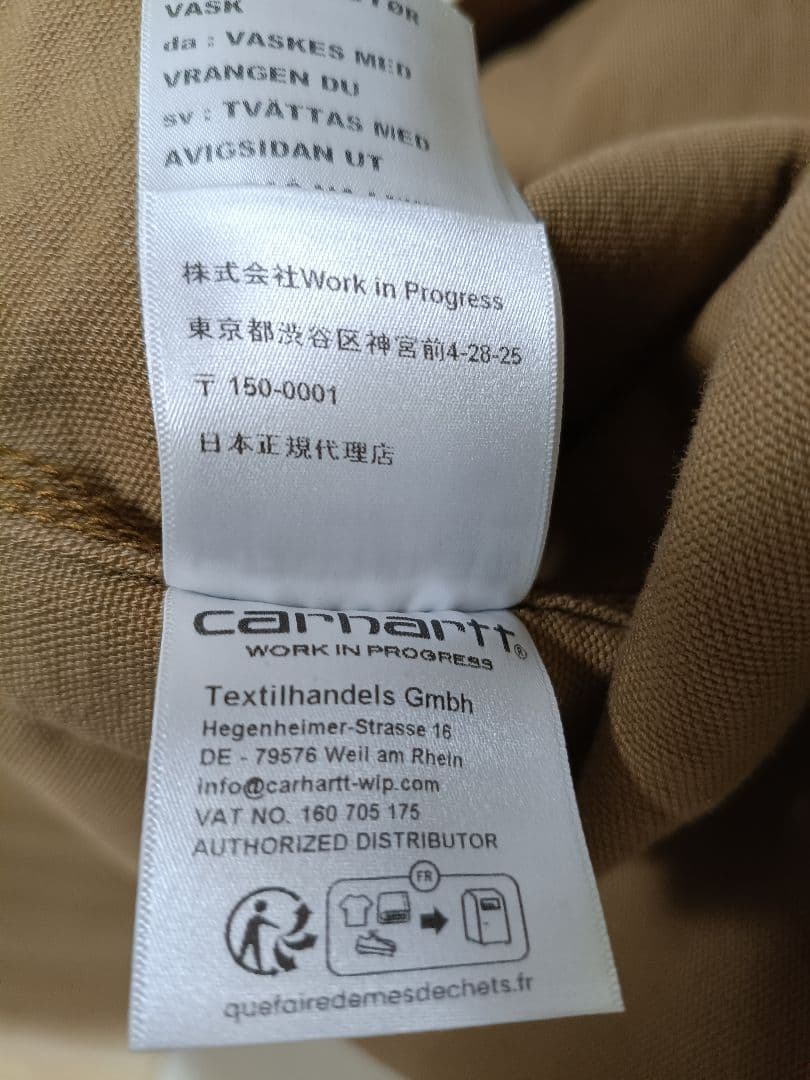 VASK
da : VASKES MED
VRANGEN DU
sv : TVÄTTAS MED
AVIGSIDAN UT
株式会社Work in Progress
東京都渋谷区神宮前4-28-25
〒 150-0001
日本正規代理店
carhartt®
WORK IN PROGRESS
Textilhandels Gmbh
Hegenheimer-Strasse 16
DE - 79576 Weil am Rhein
info@carhartt-wip.com
VAT NO. 160 705 175
AUTHORIZED DISTRIBUTOR
FR
quefairedemesdechets.fr